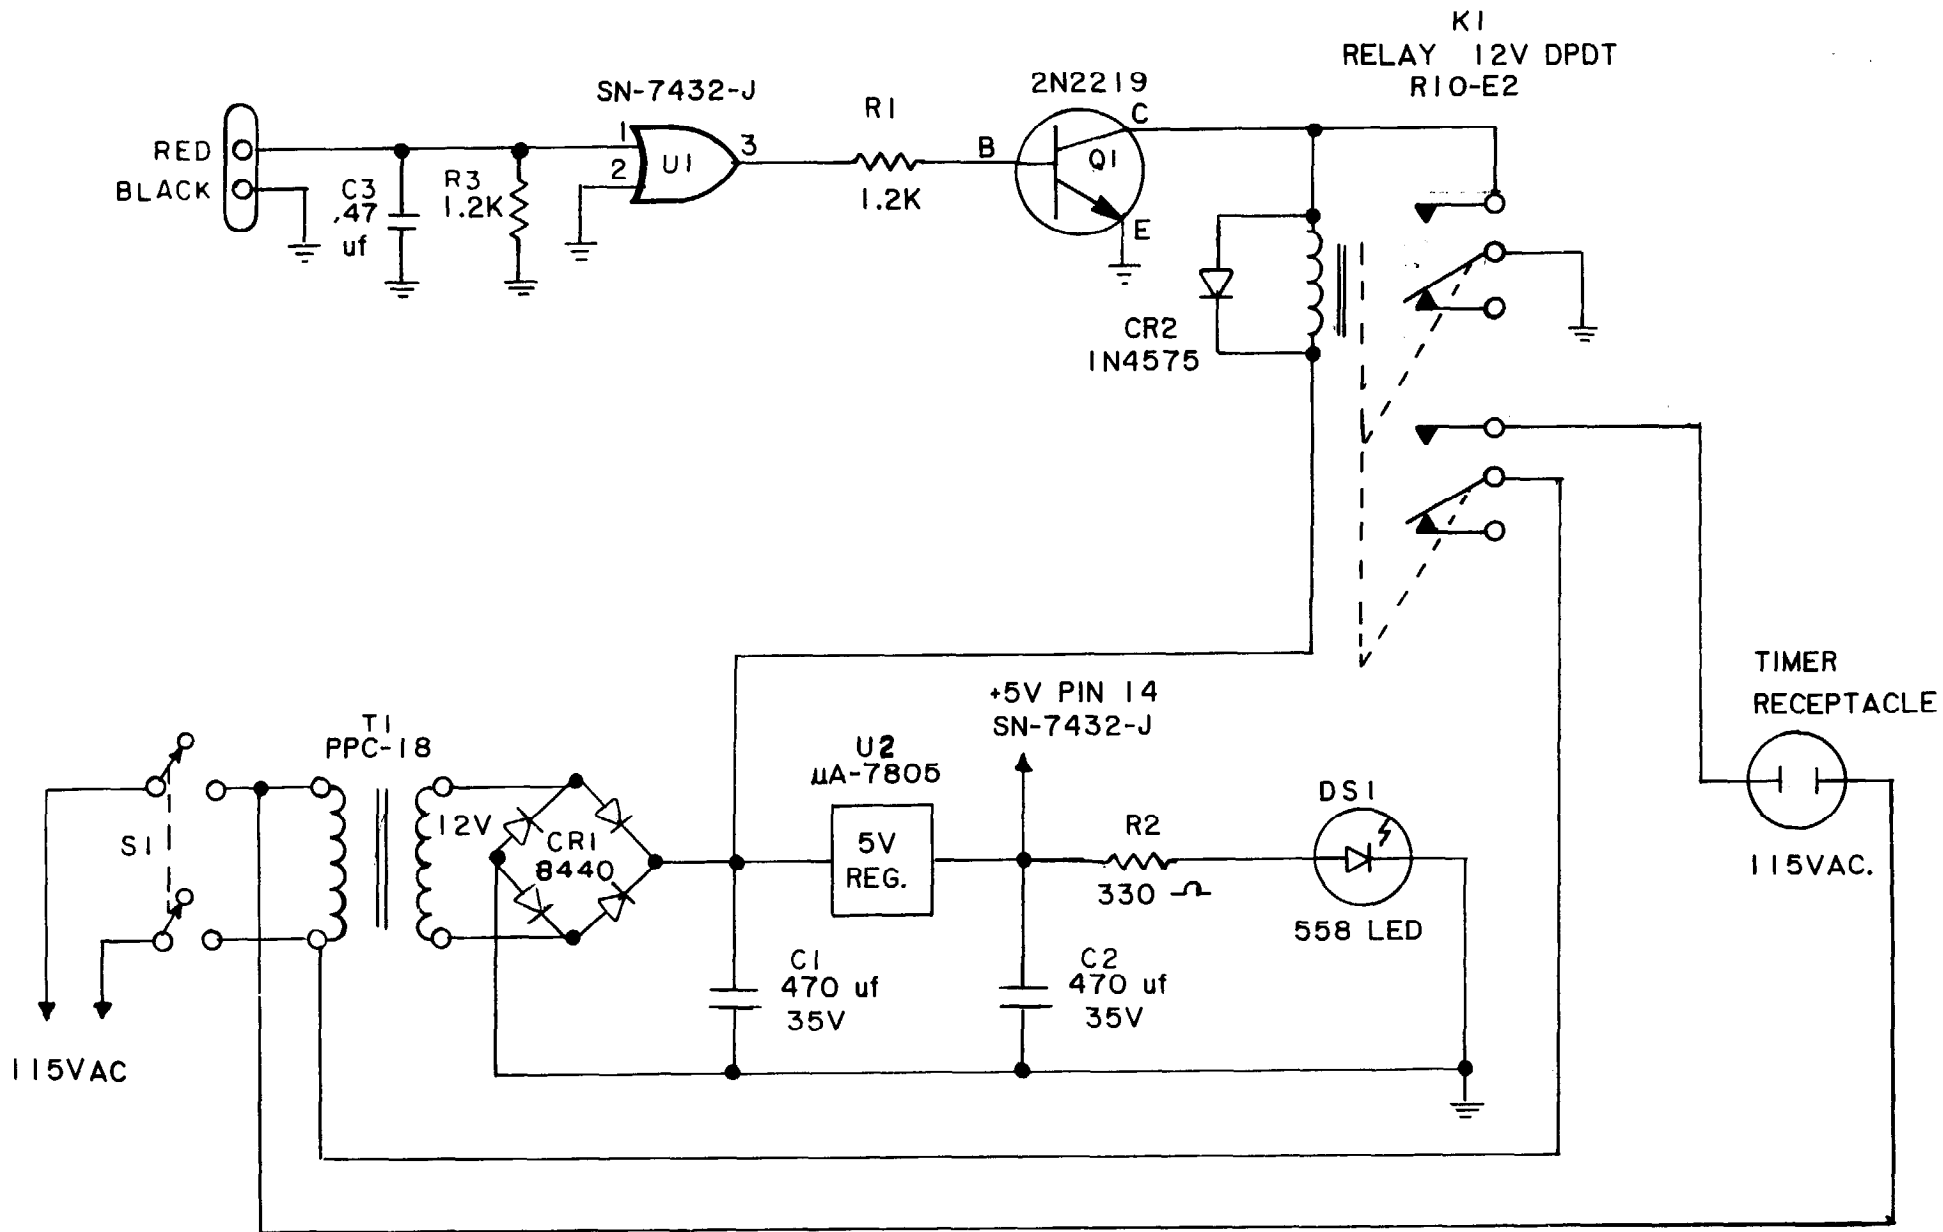 K1
RELAY 12V DPDT
R10-E2
SN-7432-J
R1
2N2219
C
RED
1
3
B
Q1
U1
BLACK
2
C3
.47
uf
R3
1.2K
1.2K
E
CR2
1N4575
+5V PIN 14
SN-7432-J
TIMER
RECEPTACLE
T1
PPC-18
U2
µA-7805
DS1
12V
S1
CR1
8440
5V
REG.
R2
330 Ω
115VAC.
558 LED
C1
470 uf
35V
C2
470 uf
35V
115VAC